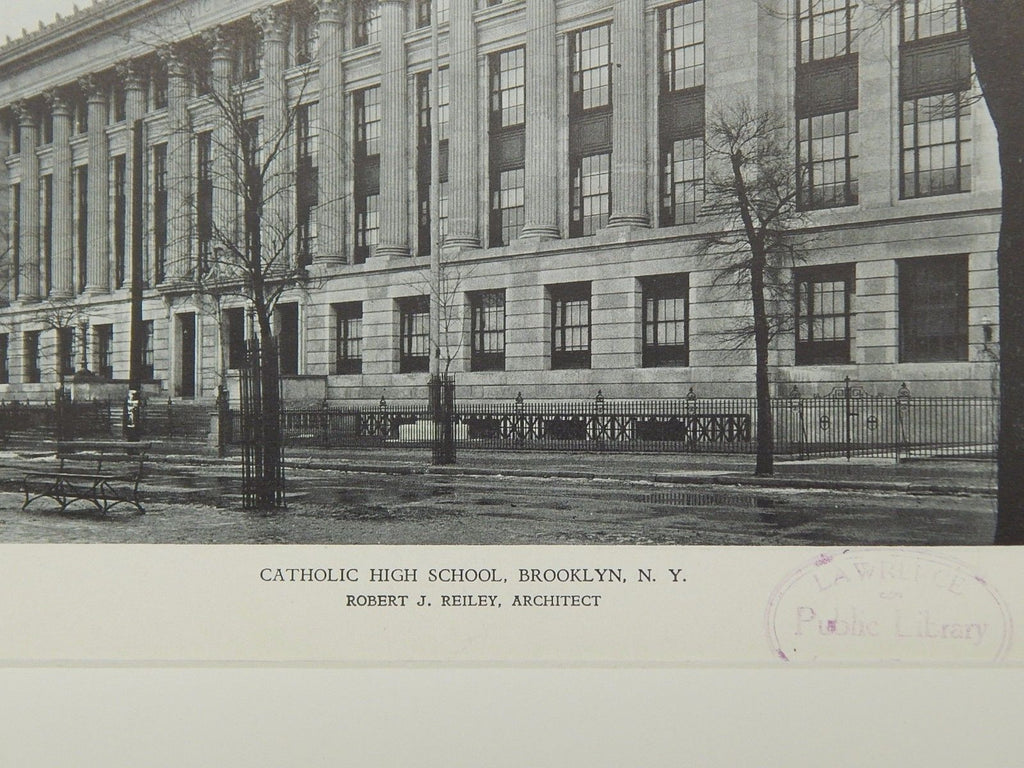 CATHOLIC HIGH SCHOOL, BROOKLYN, N. Y.
ROBERT J. REILEY, ARCHITECT
LAWRENCE
Public Library